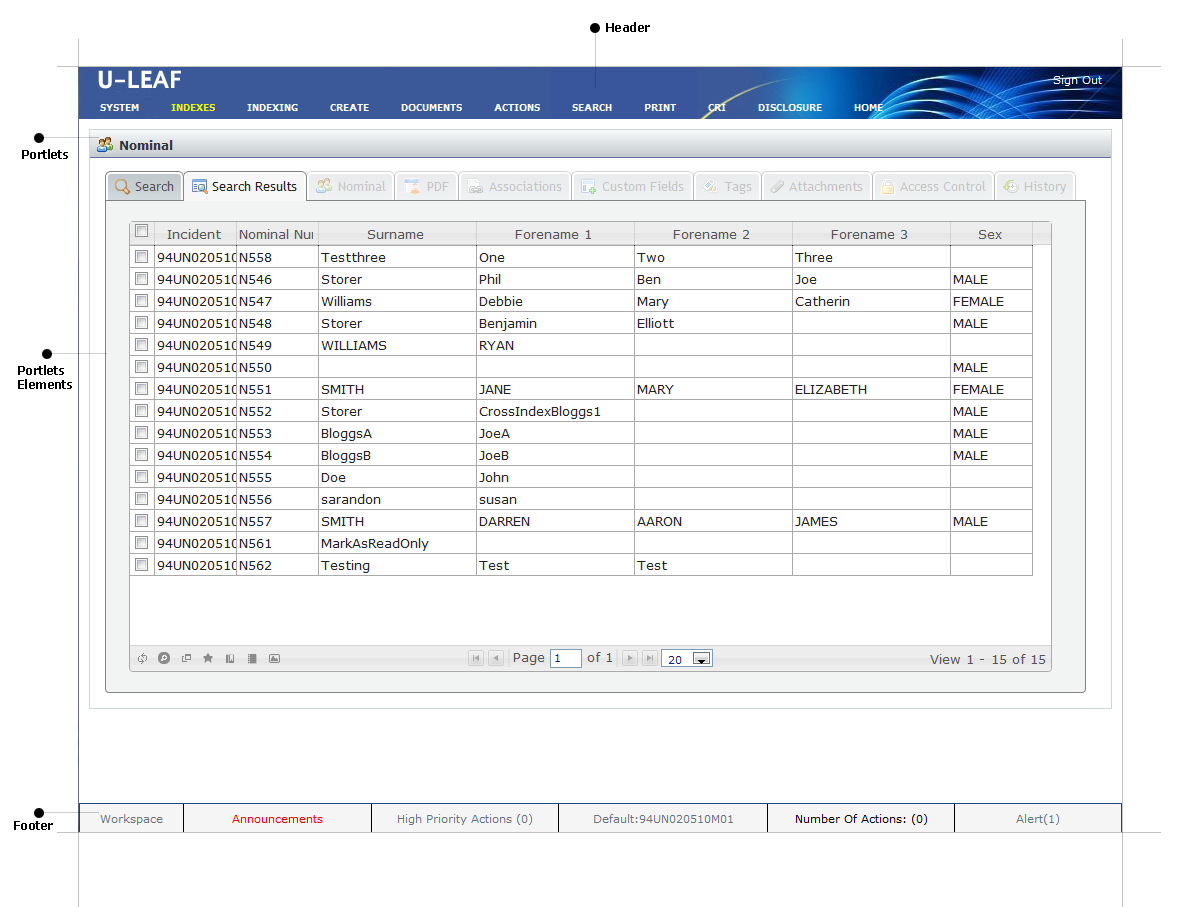 Header
U-LEAF
Sign Out
SYSTEM INDEXES INDEXING CREATE DOCUMENTS ACTIONS SEARCH PRINT CRI DISCLOSURE HOME
Portlets
Nominal
Search Search Results Nominal PDF Associations Custom Fields Tags Attachments Access Control History
Incident Nominal Nur Surname Forename 1 Forename 2 Forename 3 Sex
94UN020510 N558 Testthree One Two Three
94UN020510 N546 Storer Phil Ben Joe MALE
94UN020510 N547 Williams Debbie Mary Catherin FEMALE
94UN020510 N548 Storer Benjamin Elliott MALE
94UN020510 N549 WILLIAMS RYAN
94UN020510 N550 MALE
94UN020510 N551 SMITH JANE MARY ELIZABETH FEMALE
94UN020510 N552 Storer CrossIndexBloggs1 MALE
94UN020510 N553 BloggsA JoeA MALE
94UN020510 N554 BloggsB JoeB MALE
94UN020510 N555 Doe John
94UN020510 N556 sarandon susan
94UN020510 N557 SMITH DARREN AARON JAMES MALE
94UN020510 N561 MarkAsReadOnly
94UN020510 N562 Testing Test Test
Portlets
Elements
Page 1 of 1 20 View 1 - 15 of 15
Footer
Workspace Announcements High Priority Actions (0) Default:94UN020510M01 Number Of Actions: (0) Alert(1)